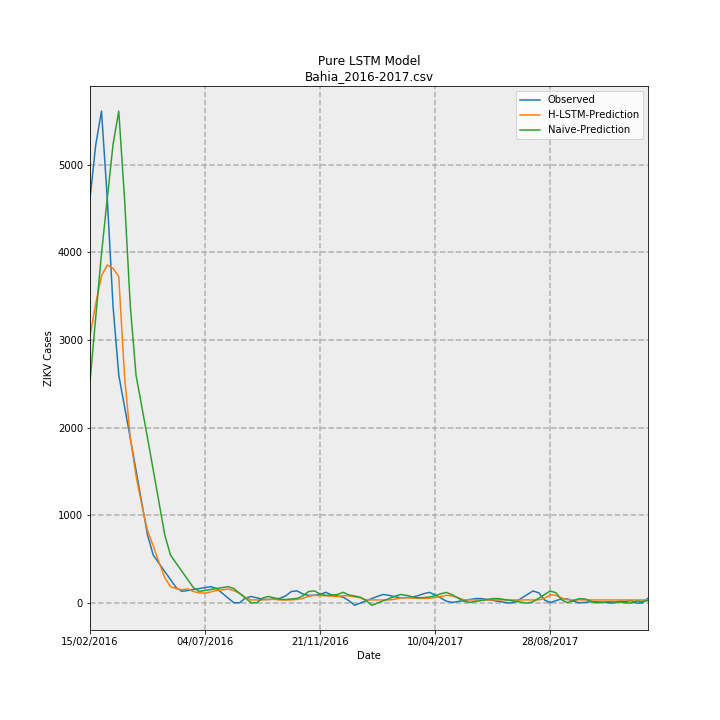 Pure LSTM Model
Bahia_2016-2017.csv
Observed
H-LSTM-Prediction
Naive-Prediction
ZIKV Cases
5000
4000
3000
2000
1000
0
15/02/2016 04/07/2016 21/11/2016 10/04/2017 28/08/2017
Date